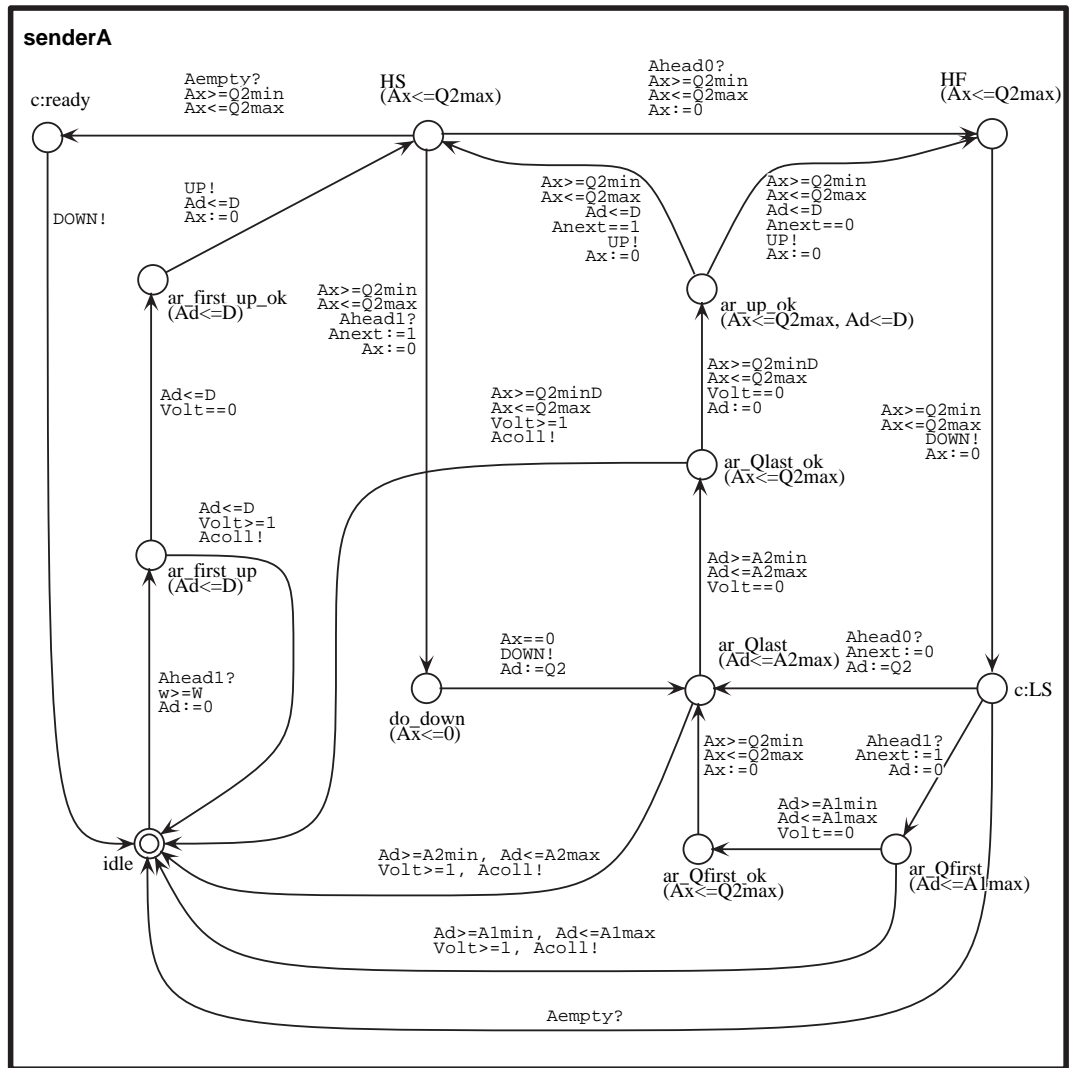 senderA
Aempty?
Ax>=Q2min
Ax<=Q2max
c:ready
HS
(Ax<=Q2max)
Ahead0?
Ax>=Q2min
Ax<=Q2max
Ax:=0
HF
(Ax<=Q2max)
DOWN!
UP!
Ad<=D
Ax:=0
Ax>=Q2min
Ax<=Q2max
Ad<=D
Anext==1
UP!
Ax:=0
Ax>=Q2min
Ax<=Q2max
Ad<=D
Anext==0
UP!
Ax:=0
ar_first_up_ok
(Ad<=D)
Ax>=Q2min
Ax<=Q2max
Ahead1?
Anext:=1
Ax:=0
ar_up_ok
(Ax<=Q2max, Ad<=D)
Ad<=D
Volt==0
Ax>=Q2minD
Ax<=Q2max
Volt>=1
Acoll!
Ax>=Q2minD
Ax<=Q2max
Volt==0
Ad:=0
Ax>=Q2min
Ax<=Q2max
DOWN!
Ax:=0
ar_Qlast_ok
(Ax<=Q2max)
Ad<=D
Volt>=1
Acoll!
ar_first_up
(Ad<=D)
Ad>=A2min
Ad<=A2max
Volt==0
Ax==0
DOWN!
Ad:=Q2
ar_Qlast
(Ad<=A2max)
Ahead0?
Anext:=0
Ad:=Q2
Ahead1?
w>=W
Ad:=0
do_down
(Ax<=0)
c:LS
Ax>=Q2min
Ax<=Q2max
Ax:=0
Ahead1?
Anext:=1
Ad:=0
Ad>=A1min
Ad<=A1max
Volt==0
idle
Ad>=A2min, Ad<=A2max
Volt>=1, Acoll!
ar_Qfirst_ok
(Ax<=Q2max)
ar_Qfirst
(Ad<=A1max)
Ad>=A1min, Ad<=A1max
Volt>=1, Acoll!
Aempty?